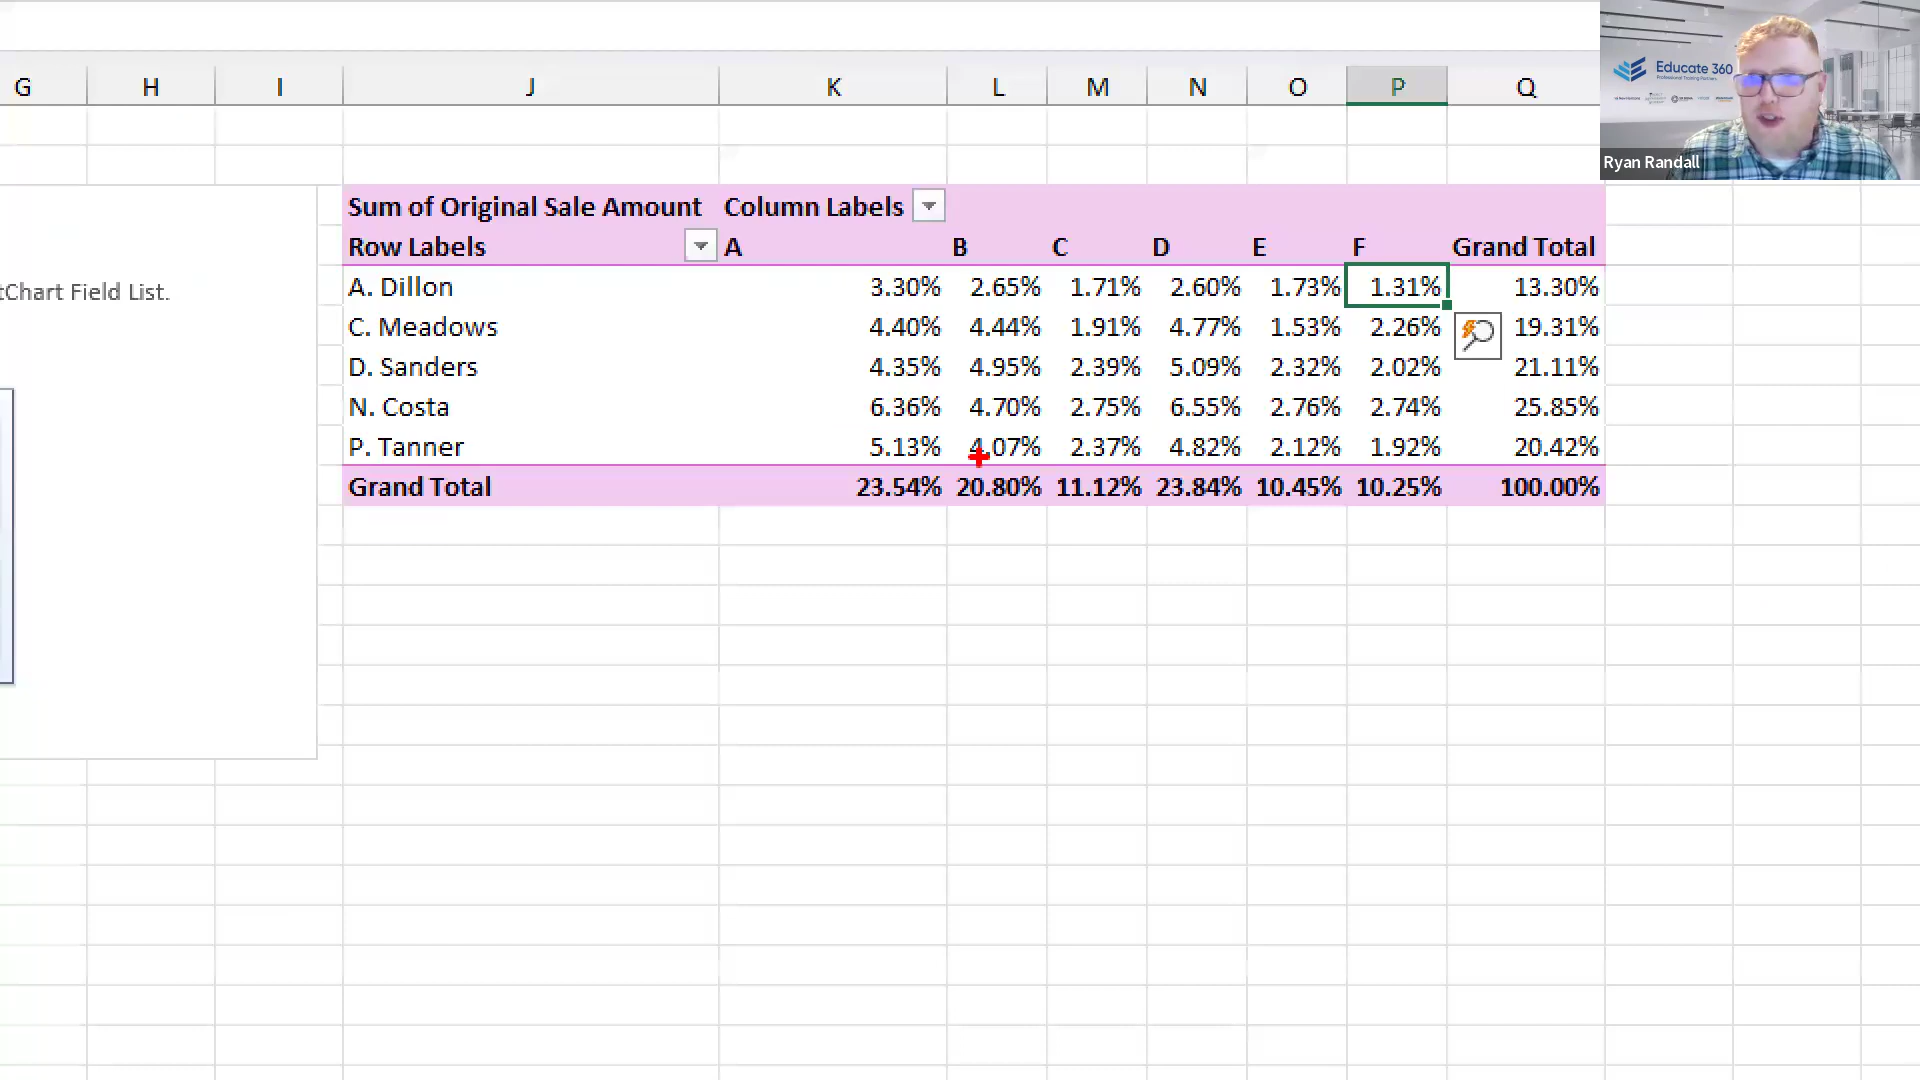 G H I J K L M N O P Q
Educate 360
Professional Training Partners
Ryan Randall
Sum of Original Sale Amount Column Labels
Row Labels A B C D E F Grand Total
A. Dillon 3.30% 2.65% 1.71% 2.60% 1.73% 1.31% 13.30%
tChart Field List.
C. Meadows 4.40% 4.44% 1.91% 4.77% 1.53% 2.26% 19.31%
D. Sanders 4.35% 4.95% 2.39% 5.09% 2.32% 2.02% 21.11%
N. Costa 6.36% 4.70% 2.75% 6.55% 2.76% 2.74% 25.85%
P. Tanner 5.13% 4.07% 2.37% 4.82% 2.12% 1.92% 20.42%
Grand Total 23.54% 20.80% 11.12% 23.84% 10.45% 10.25% 100.00%